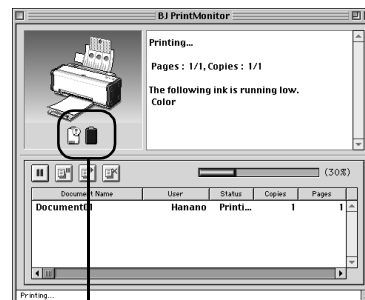 BJ PrintMonitor
Printing...
Pages : 1/1, Copies : 1/1
The following ink is running low.
Color
(30%)
Document Name User Status Copies Pages
Document01 Hanano Printi... 1 1
Printing...